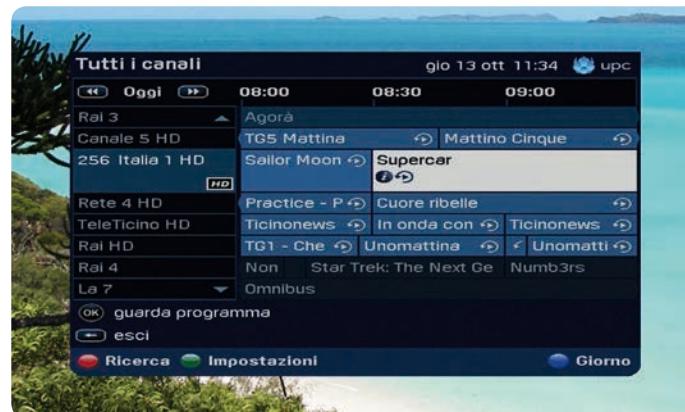 Tutti i canali gio 13 ott 11:34 upc
Oggi 08:00 08:30 09:00
Rai 3 Agorà
Canale 5 HD TG5 Mattina Mattino Cinque
256 Italia 1 HD Sailor Moon Supercar
HD
Rete 4 HD Practice - P Cuore ribelle
TeleTicino HD Ticinonews In onda con Ticinonews
Rai HD TG1 - Che Unomattina Unomatti
Rai 4 Non Star Trek: The Next Ge Numb3rs
La 7 Omnibus
OK guarda programma
esci
Ricerca Impostazioni Giorno